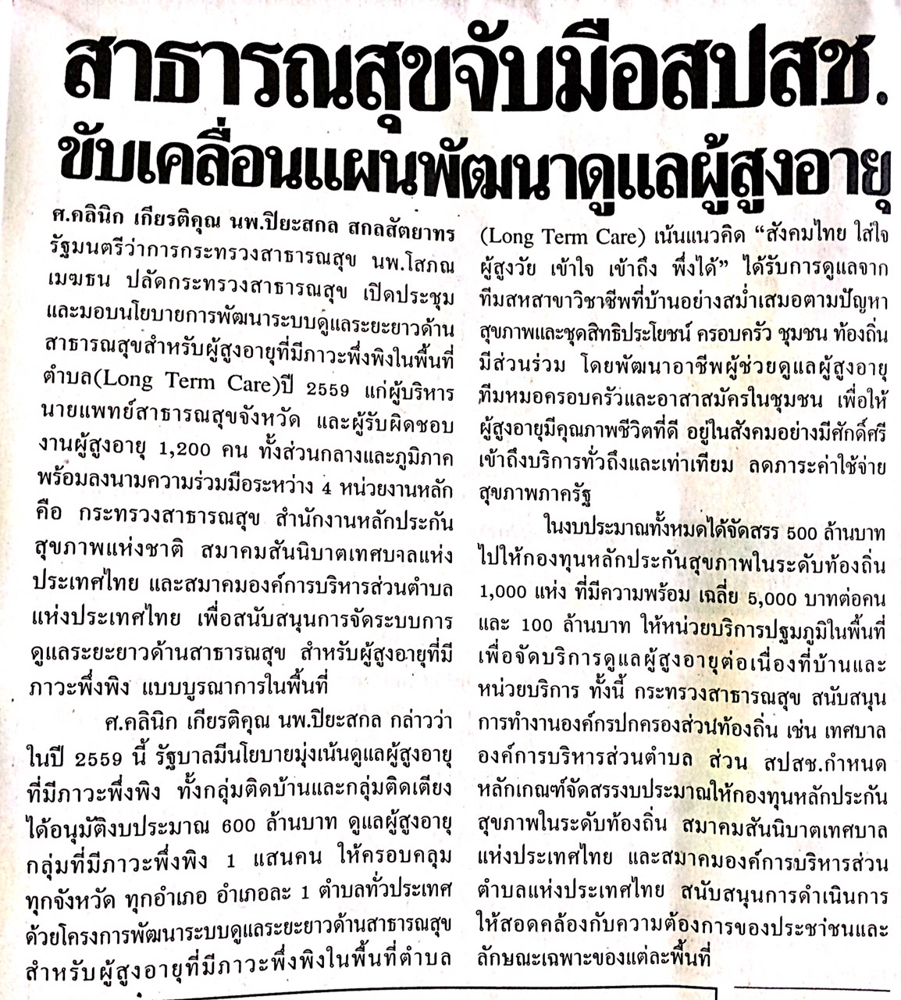 สาธารณสุขจับมือสปสช.
ขับเคลื่อนแผนพัฒนาดูแลผู้สูงอายุ
ศ.คลินิก เกียรติคุณ นพ.ปิยะสกล สกลสัตยาทร
รัฐมนตรีว่าการกระทรวงสาธารณสุข นพ.โสภณ
เมฆธน ปลัดกระทรวงสาธารณสุข เปิดประชุม
และมอบนโยบายการพัฒนาระบบดูแลระยะยาวด้าน
สาธารณสุขสำหรับผู้สูงอายุที่มีภาวะพึ่งพิงในพื้นที่
ตำบล(Long Term Care)ปี 2559 แก่ผู้บริหาร
นายแพทย์สาธารณสุขจังหวัด และผู้รับผิดชอบ
งานผู้สูงอายุ 1,200 คน ทั้งส่วนกลางและภูมิภาค
พร้อมลงนามความร่วมมือระหว่าง 4 หน่วยงานหลัก
คือ กระทรวงสาธารณสุข สำนักงานหลักประกัน
สุขภาพแห่งชาติ สมาคมสันนิบาตเทศบาลแห่ง
ประเทศไทย และสมาคมองค์การบริหารส่วนตำบล
แห่งประเทศไทย เพื่อสนับสนุนการจัดระบบการ
ดูแลระยะยาวด้านสาธารณสุข สำหรับผู้สูงอายุที่มี
ภาวะพึ่งพิง แบบบูรณาการในพื้นที่
ศ.คลินิก เกียรติคุณ นพ.ปิยะสกล กล่าวว่า
ในปี 2559 นี้ รัฐบาลมีนโยบายมุ่งเน้นดูแลผู้สูงอายุ
ที่มีภาวะพึ่งพิง ทั้งกลุ่มติดบ้านและกลุ่มติดเตียง
ได้อนุมัติงบประมาณ 600 ล้านบาท ดูแลผู้สูงอายุ
กลุ่มที่มีภาวะพึ่งพิง 1 แสนคน ให้ครอบคลุม
ทุกจังหวัด ทุกอำเภอ อำเภอละ 1 ตำบลทั่วประเทศ
ด้วยโครงการพัฒนาระบบดูแลระยะยาวด้านสาธารณสุข
สำหรับผู้สูงอายุที่มีภาวะพึ่งพิงในพื้นที่ตำบล
(Long Term Care) เน้นแนวคิด “สังคมไทย ใส่ใจ
ผู้สูงวัย เข้าใจ เข้าถึง พึ่งได้” ได้รับการดูแลจาก
ทีมสหสาขาวิชาชีพที่บ้านอย่างสม่ำเสมอตามปัญหา
สุขภาพและชุดสิทธิประโยชน์ ครอบครัว ชุมชน ท้องถิ่น
มีส่วนร่วม โดยพัฒนาอาชีพผู้ช่วยดูแลผู้สูงอายุ
ทีมหมอครอบครัวและอาสาสมัครในชุมชน เพื่อให้
ผู้สูงอายุมีคุณภาพชีวิตที่ดี อยู่ในสังคมอย่างมีศักดิ์ศรี
เข้าถึงบริการทั่วถึงและเท่าเทียม ลดภาระค่าใช้จ่าย
สุขภาพภาครัฐ
ในงบประมาณทั้งหมดได้จัดสรร 500 ล้านบาท
ไปให้กองทุนหลักประกันสุขภาพในระดับท้องถิ่น
1,000 แห่ง ที่มีความพร้อม เฉลี่ย 5,000 บาทต่อคน
และ 100 ล้านบาท ให้หน่วยบริการปฐมภูมิในพื้นที่
เพื่อจัดบริการดูแลผู้สูงอายุต่อเนื่องที่บ้านและ
หน่วยบริการ ทั้งนี้ กระทรวงสาธารณสุข สนับสนุน
การทำงานองค์กรปกครองส่วนท้องถิ่น เช่น เทศบาล
องค์การบริหารส่วนตำบล ส่วน สปสช.กำหนด
หลักเกณฑ์จัดสรรงบประมาณให้กองทุนหลักประกัน
สุขภาพในระดับท้องถิ่น สมาคมสันนิบาตเทศบาล
แห่งประเทศไทย และสมาคมองค์การบริหารส่วน
ตำบลแห่งประเทศไทย สนับสนุนการดำเนินการ
ให้สอดคล้องกับความต้องการของประชาชนและ
ลักษณะเฉพาะของแต่ละพื้นที่